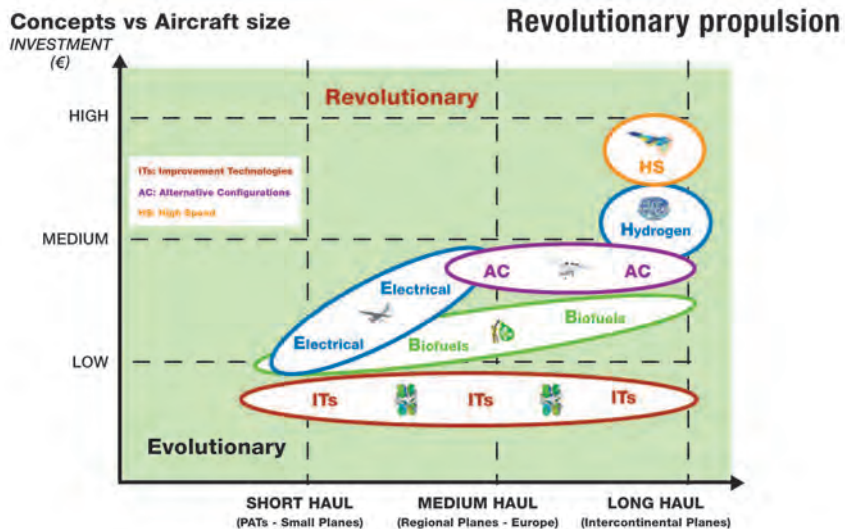 Concepts vs Aircraft size
Revolutionary propulsion
INVESTMENT
(€)
Revolutionary
HIGH
HS
ITs: Improvement Technologies
AC: Alternative Configurations
HS: High Speed
Hydrogen
MEDIUM
AC AC
Electrical
Biofuels
Electrical
Biofuels
LOW
ITs ITs ITs
Evolutionary
SHORT HAUL MEDIUM HAUL LONG HAUL
(PATs - Small Planes) (Regional Planes - Europe) (Intercontinental Planes)